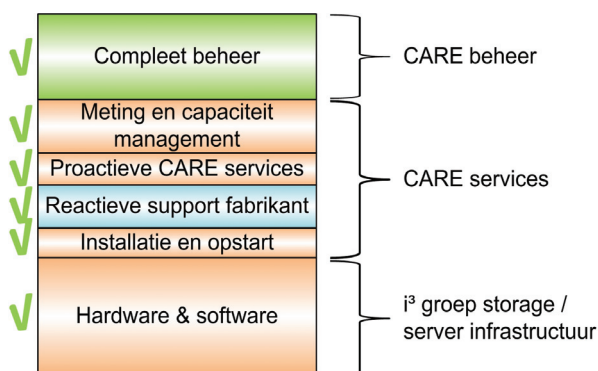 Compleet beheer
CARE beheer
Meting en capaciteit
management
Proactieve CARE services
CARE services
Reactieve support fabrikant
Installatie en opstart
Hardware & software
i³ groep storage /
server infrastructuur